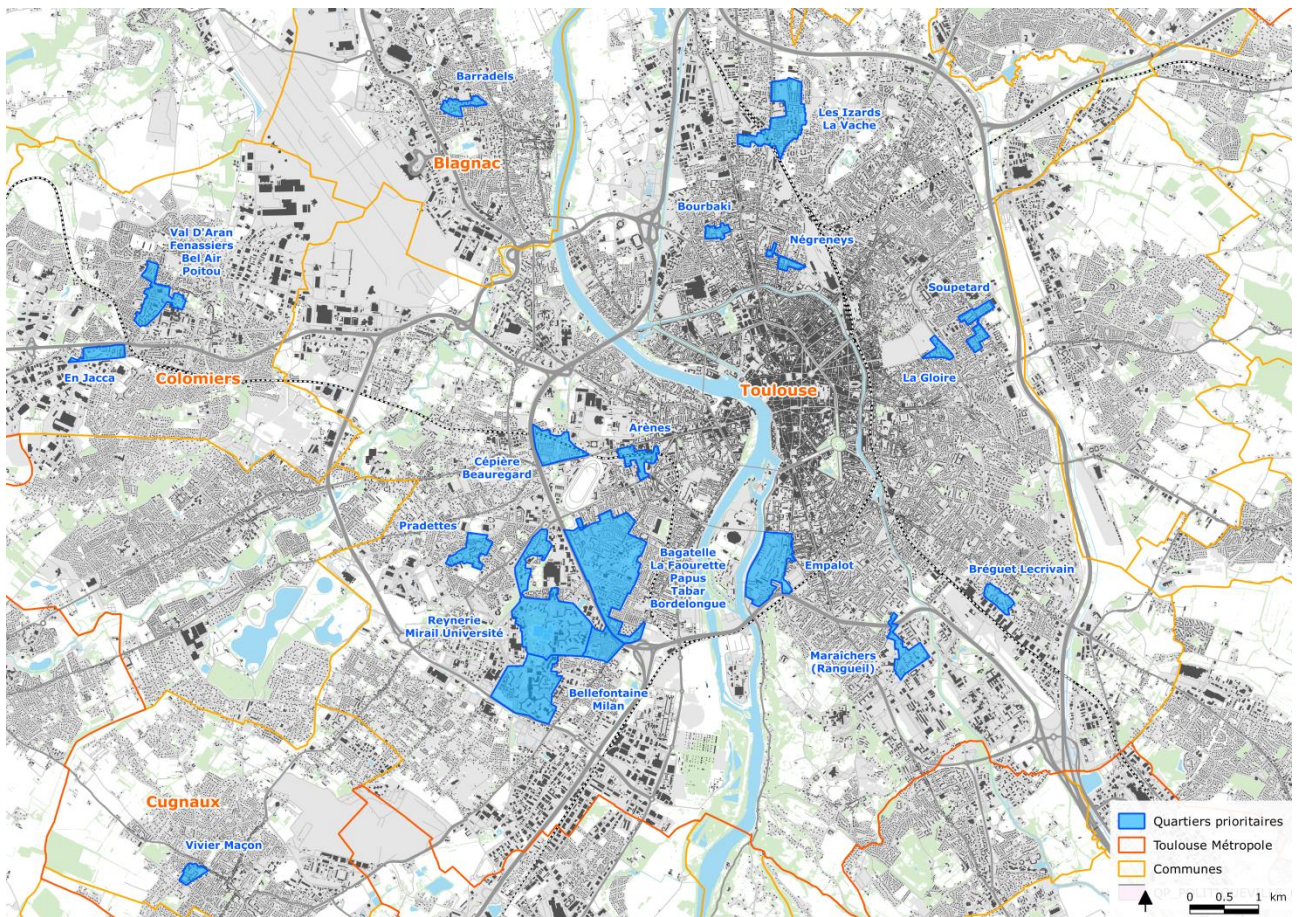 Barradels
Les Izards
La Vache
Blagnac
Bourbaki
Val D'Aran
Fenassiers
Bel Air
Poitou
Négreneys
Soupetard
En Jacca
Colomiers
La Gloire
Toulouse
Arènes
Cépière
Beauregard
Pradettes
Bagatelle
La Faourette
Papus
Tabar
Bordelongue
Empalot
Bréguet Lecrivain
Reynerie
Mirail Université
Maraîchers
(Rangueil)
Bellefontaine
Milan
Cugnaux
Vivier Maçon
Quartiers prioritaires
Toulouse Métropole
Communes
0 0.5 1 km